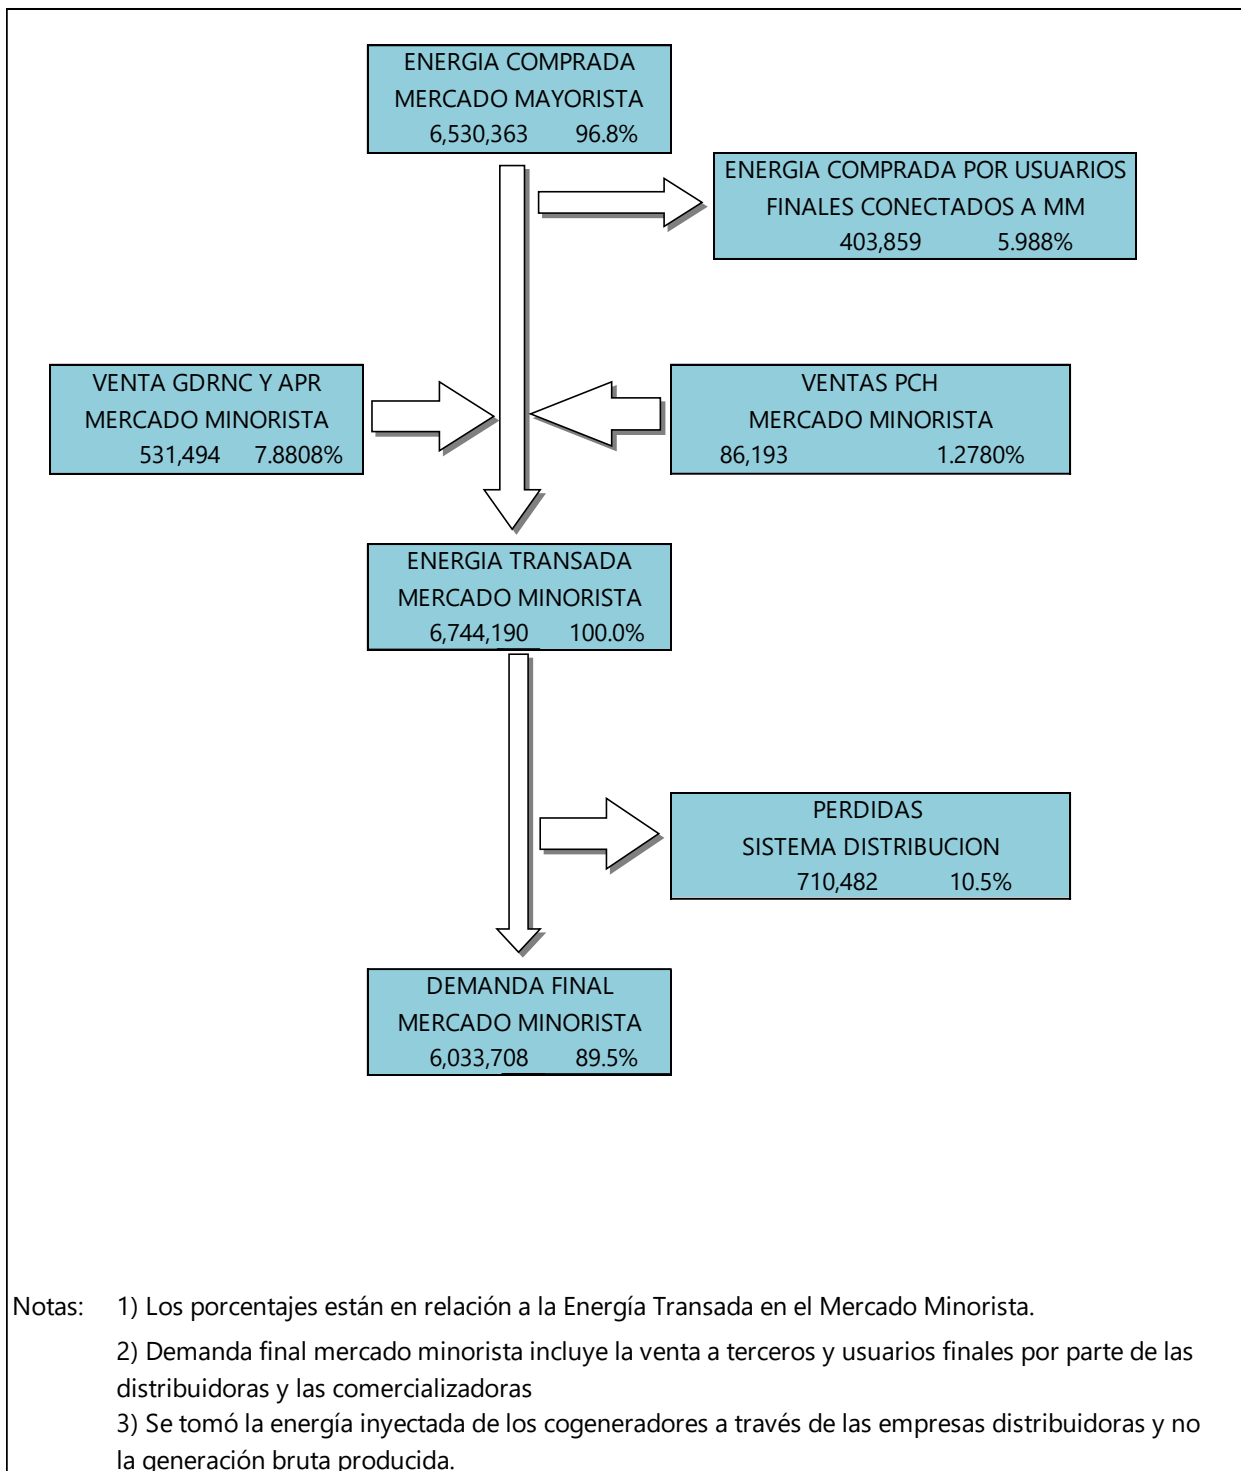 ENERGIA COMPRADA
MERCADO MAYORISTA
6,530,363 96.8%
ENERGIA COMPRADA POR USUARIOS
FINALES CONECTADOS A MM
403,859 5.988%
VENTA GDRNC Y APR
MERCADO MINORISTA
531,494 7.8808%
VENTAS PCH
MERCADO MINORISTA
86,193 1.2780%
ENERGIA TRANSADA
MERCADO MINORISTA
6,744,190 100.0%
PERDIDAS
SISTEMA DISTRIBUCION
710,482 10.5%
DEMANDA FINAL
MERCADO MINORISTA
6,033,708 89.5%
Notas: 1) Los porcentajes están en relación a la Energía Transada en el Mercado Minorista.
2) Demanda final mercado minorista incluye la venta a terceros y usuarios finales por parte de las
distribuidoras y las comercializadoras
3) Se tomó la energía inyectada de los cogeneradores a través de las empresas distribuidoras y no
la generación bruta producida.